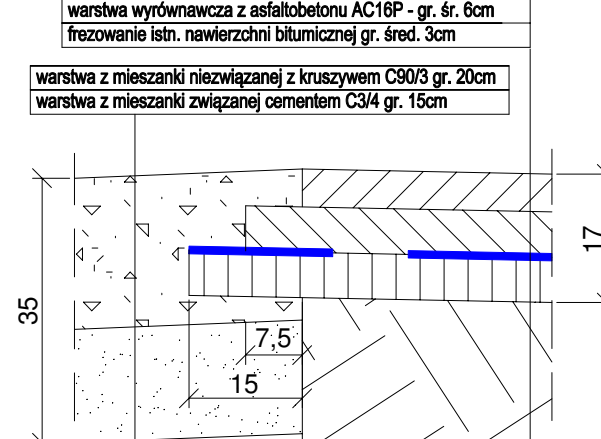 warstwa wyrównawcza z asfaltobetonu AC16P - gr. śr. 6cm
frezowanie istn. nawierzchni bitumicznej gr. śred. 3cm
warstwa z mieszanki niezwiązanej z kruszywem C90/3 gr. 20cm
warstwa z mieszanki związanej cementem C3/4 gr. 15cm
17
35
7,5
15